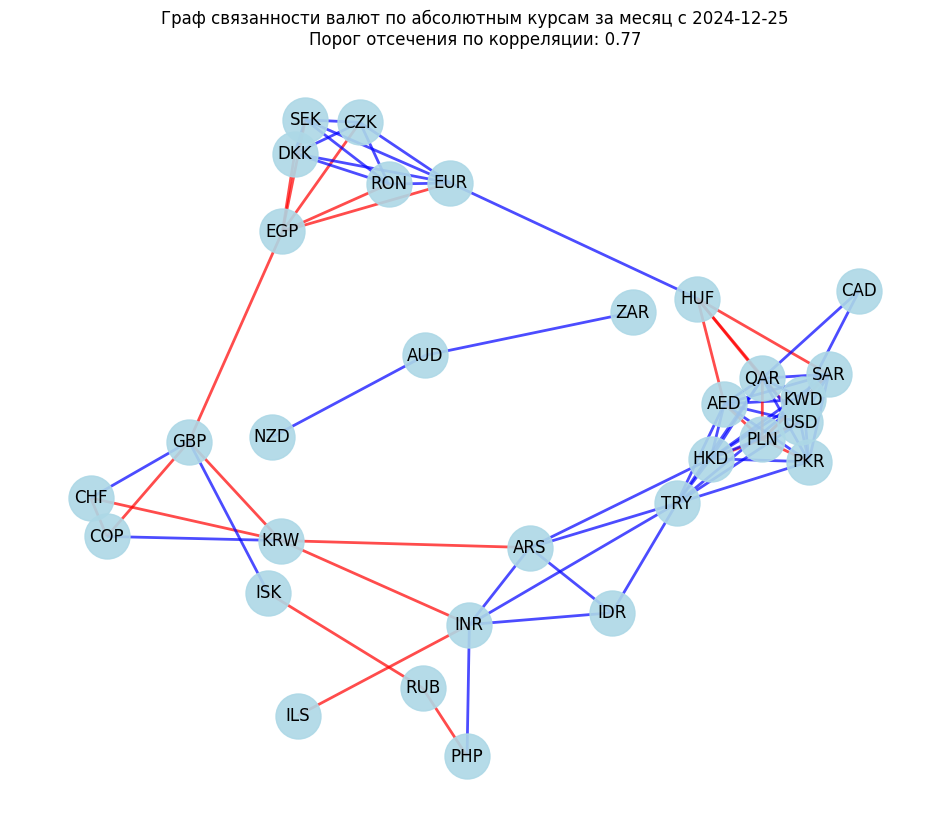 Граф связанности валют по абсолютным курсам за месяц с 2024-12-25
Порог отсечения по корреляции: 0.77
SEK
CZK
DKK
RON
EUR
EGP
HUF
CAD
ZAR
AUD
QAR
SAR
AED
KWD
USD
NZD
GBP
PLN
HKD
PKR
CHF
TRY
COP
KRW
ARS
ISK
IDR
INR
RUB
ILS
PHP